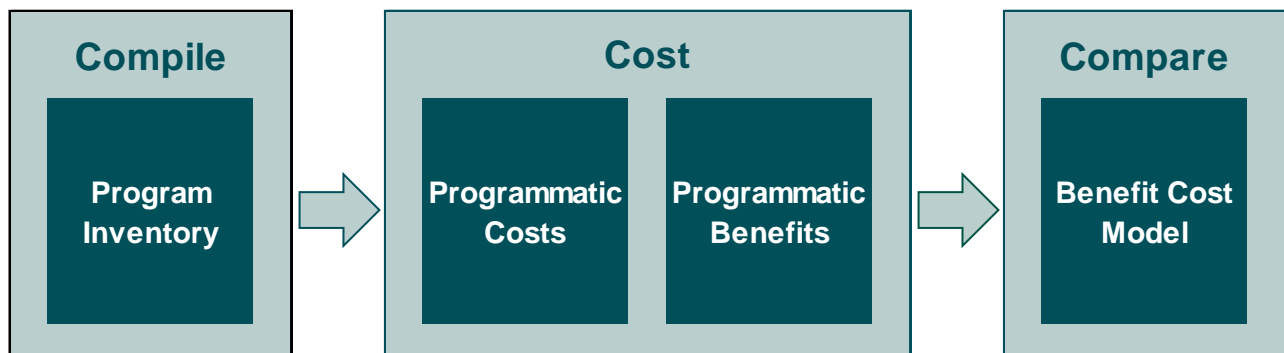 Compile
Program
Inventory
Cost
Programmatic
Costs
Programmatic
Benefits
Compare
Benefit Cost
Model